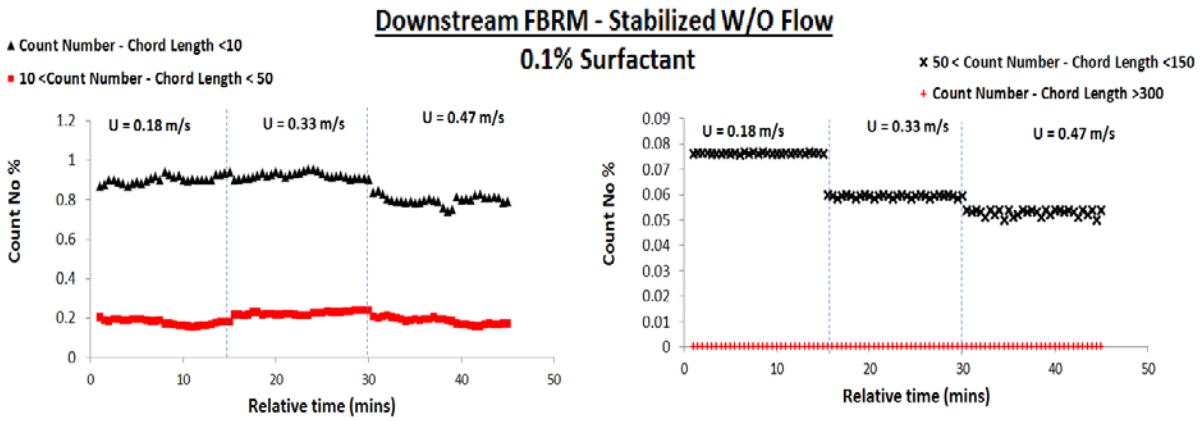 Downstream FBRM - Stabilized W/O Flow
0.1% Surfactant
▲ Count Number - Chord Length <10
■ 10 <Count Number - Chord Length < 50
× 50 < Count Number - Chord Length <150
+ Count Number - Chord Length >300
U = 0.18 m/s
U = 0.33 m/s
U = 0.47 m/s
Count No %
1.2
1
0.8
0.6
0.4
0.2
0
0 10 20 30 40 50
Relative time (mins)
U = 0.18 m/s
U = 0.33 m/s
U = 0.47 m/s
Count No %
0.09
0.08
0.07
0.06
0.05
0.04
0.03
0.02
0.01
0
0 10 20 30 40 50
Relative time (mins)